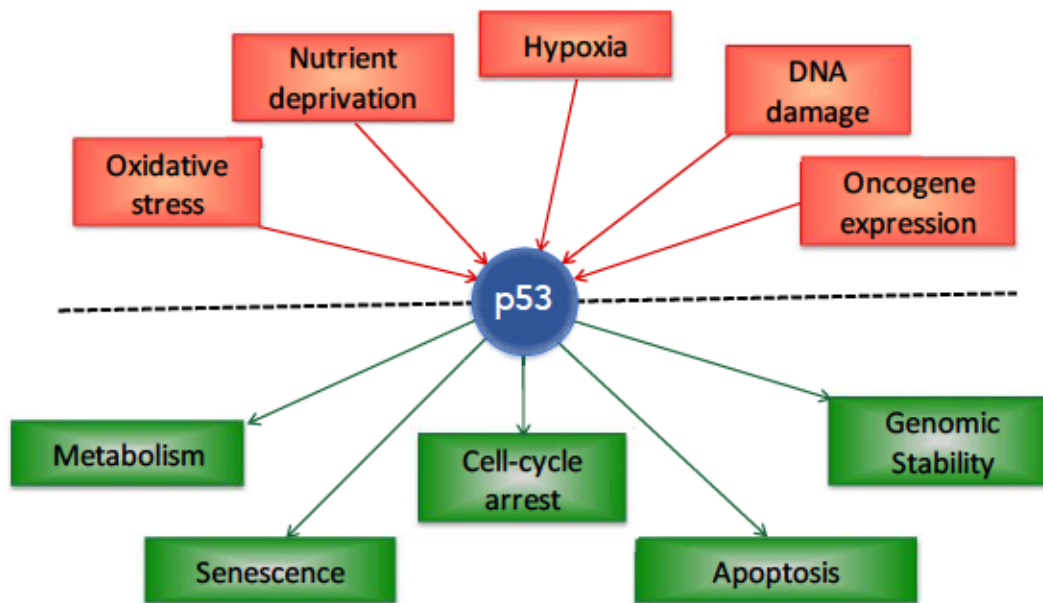 Hypoxia
Nutrient
deprivation
DNA
damage
Oxidative
stress
Oncogene
expression
p53
Metabolism
Cell-cycle
arrest
Genomic
Stability
Senescence
Apoptosis